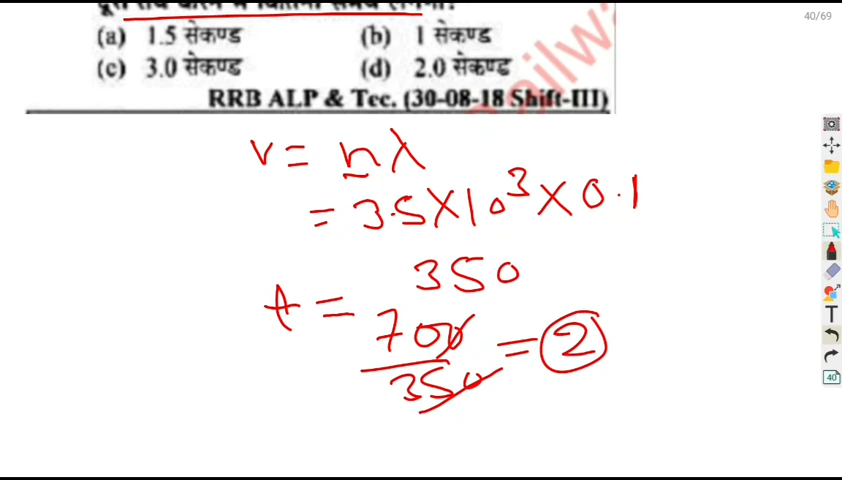 40/69
(a) 1.5 सेकण्ड (b) 1 सेकण्ड
(c) 3.0 सेकण्ड (d) 2.0 सेकण्ड
RRB ALP & Tec. (30-08-18 Shift-III)
v = nλ
= 3.5×10³×0.1
350
t = 700/350 = 2
T
40